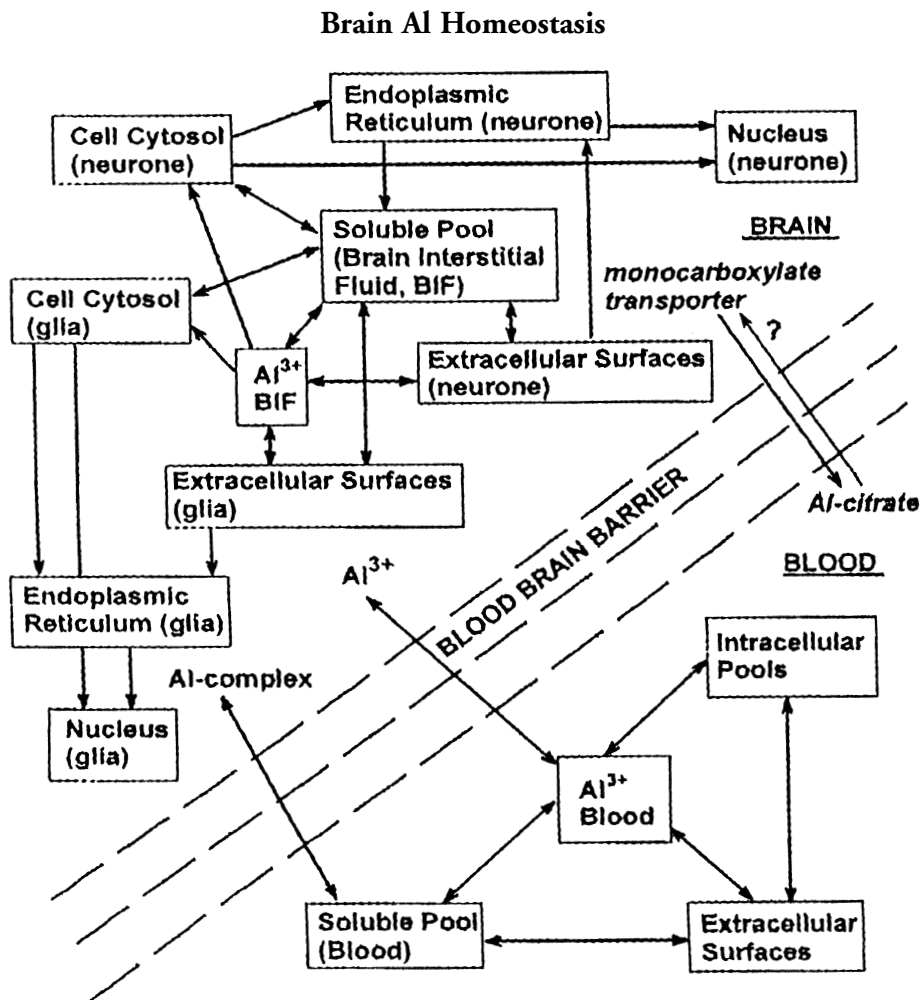 Brain Al Homeostasis
Endoplasmic
Reticulum (neurone)
Cell Cytosol
(neurone)
Nucleus
(neurone)
Soluble Pool
(Brain Interstitial
Fluid, BIF)
BRAIN
monocarboxylate
transporter
?
Cell Cytosol
(glia)
Al³⁺
BIF
Extracellular Surfaces
(neurone)
Extracellular Surfaces
(glia)
BLOOD BRAIN BARRIER
Al-citrate
BLOOD
Al³⁺
Endoplasmic
Reticulum (glia)
Intracellular
Pools
Al-complex
Nucleus
(glia)
Al³⁺
Blood
Soluble Pool
(Blood)
Extracellular
Surfaces